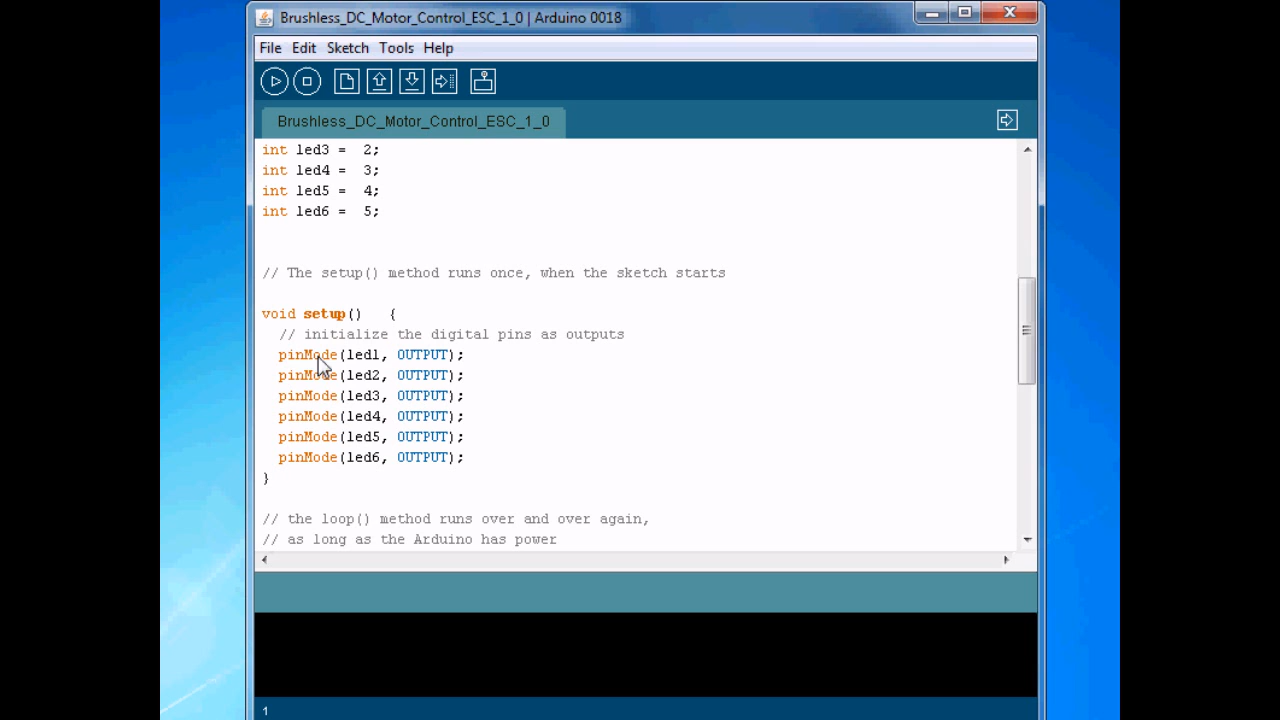 Brushless_DC_Motor_Control_ESC_1_0 | Arduino 0018
File Edit Sketch Tools Help
Brushless_DC_Motor_Control_ESC_1_0
int led3 =  2;
int led4 =  3;
int led5 =  4;
int led6 =  5;
// The setup() method runs once, when the sketch starts
void setup()   {
  // initialize the digital pins as outputs
  pinMode(led1, OUTPUT);
  pinMode(led2, OUTPUT);
  pinMode(led3, OUTPUT);
  pinMode(led4, OUTPUT);
  pinMode(led5, OUTPUT);
  pinMode(led6, OUTPUT);
}
// the loop() method runs over and over again,
// as long as the Arduino has power
1